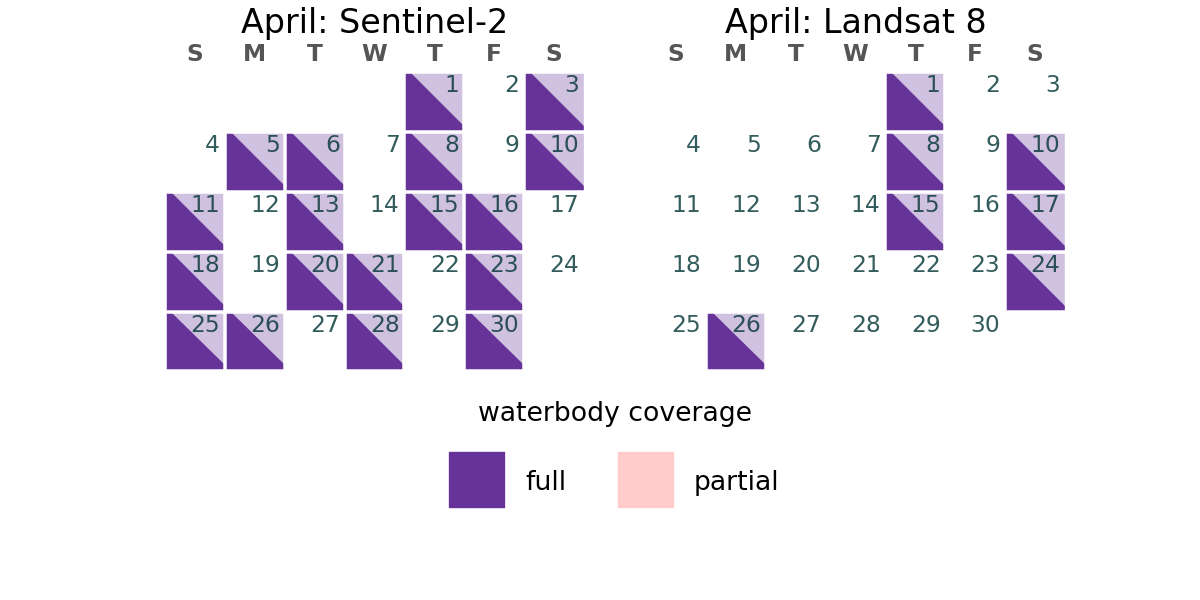 April: Sentinel-2
S M T W T F S
1 2 3
4 5 6 7 8 9 10
11 12 13 14 15 16 17
18 19 20 21 22 23 24
25 26 27 28 29 30
April: Landsat 8
S M T W T F S
1 2 3
4 5 6 7 8 9 10
11 12 13 14 15 16 17
18 19 20 21 22 23 24
25 26 27 28 29 30
waterbody coverage
full partial